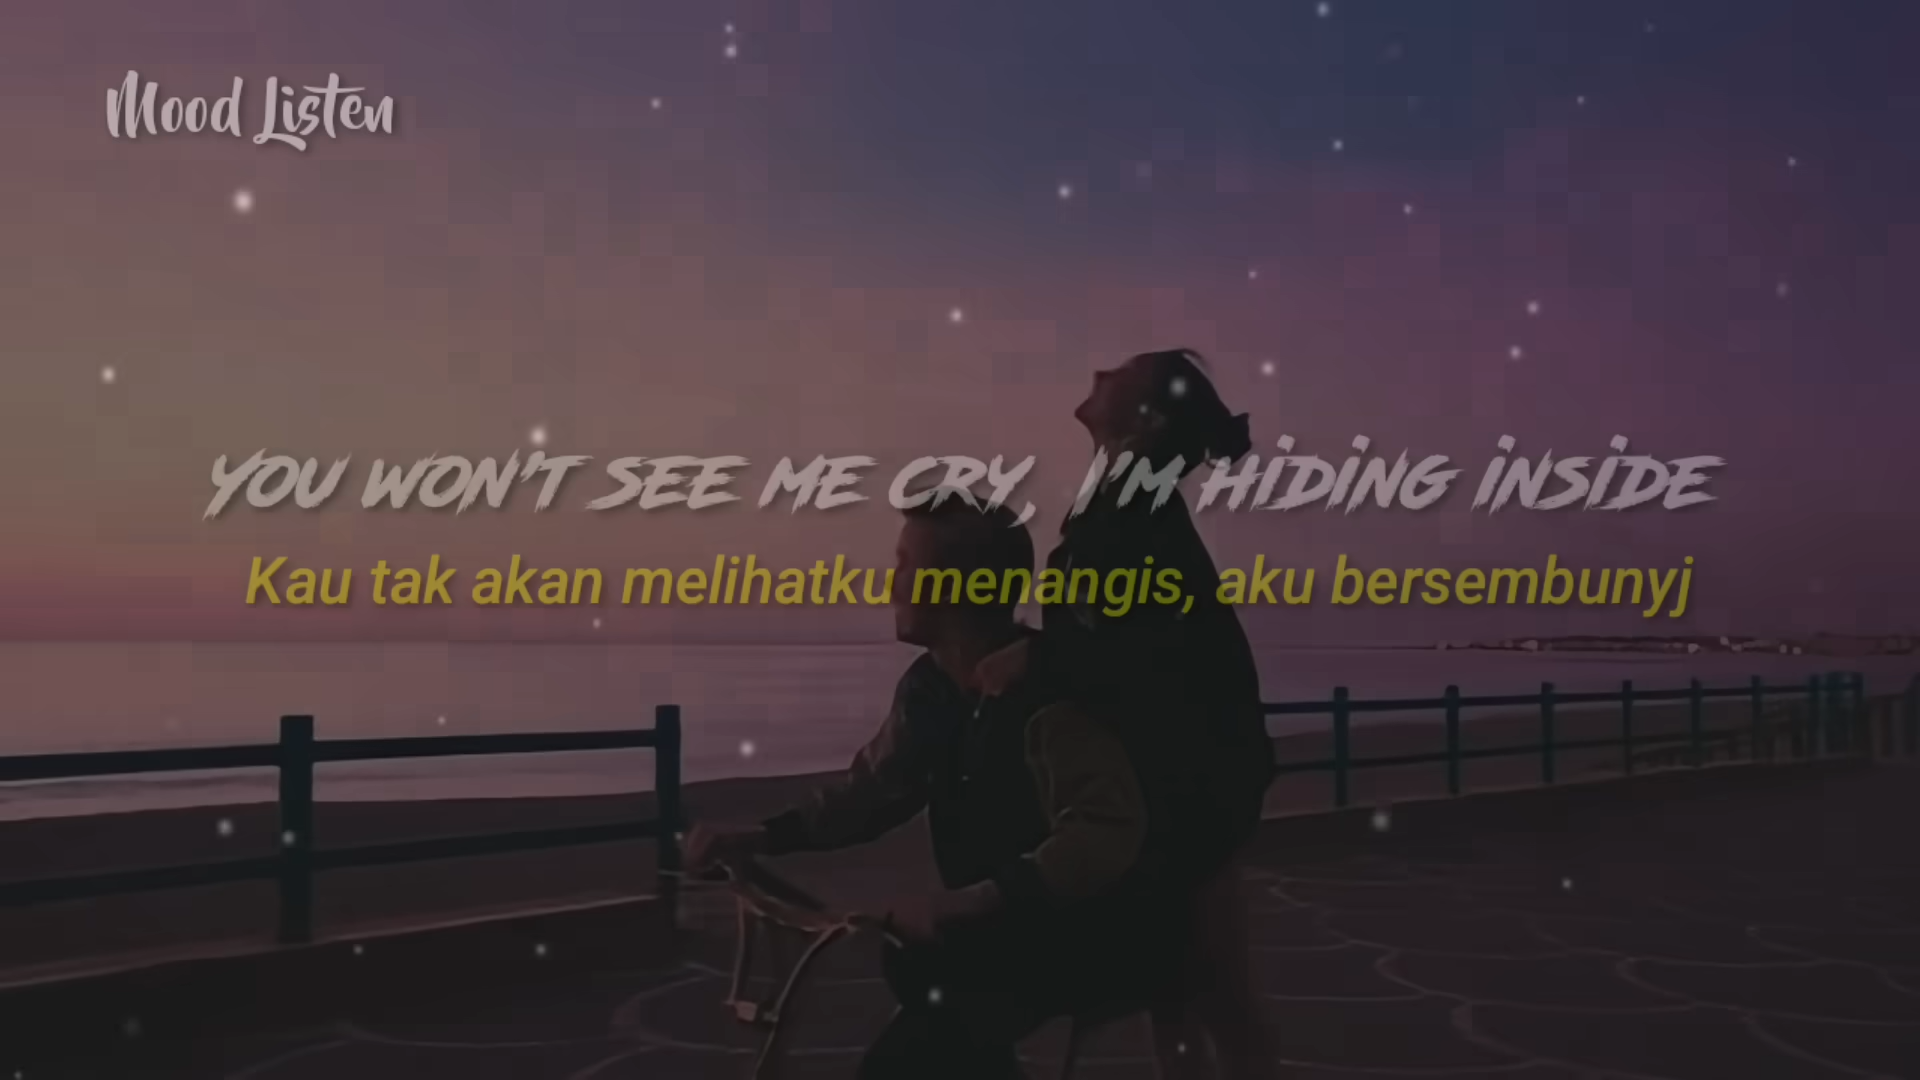 Mood Listen
YOU WON'T SEE ME CRY, I'M HIDING INSIDE
Kau tak akan melihatku menangis, aku bersembunyj